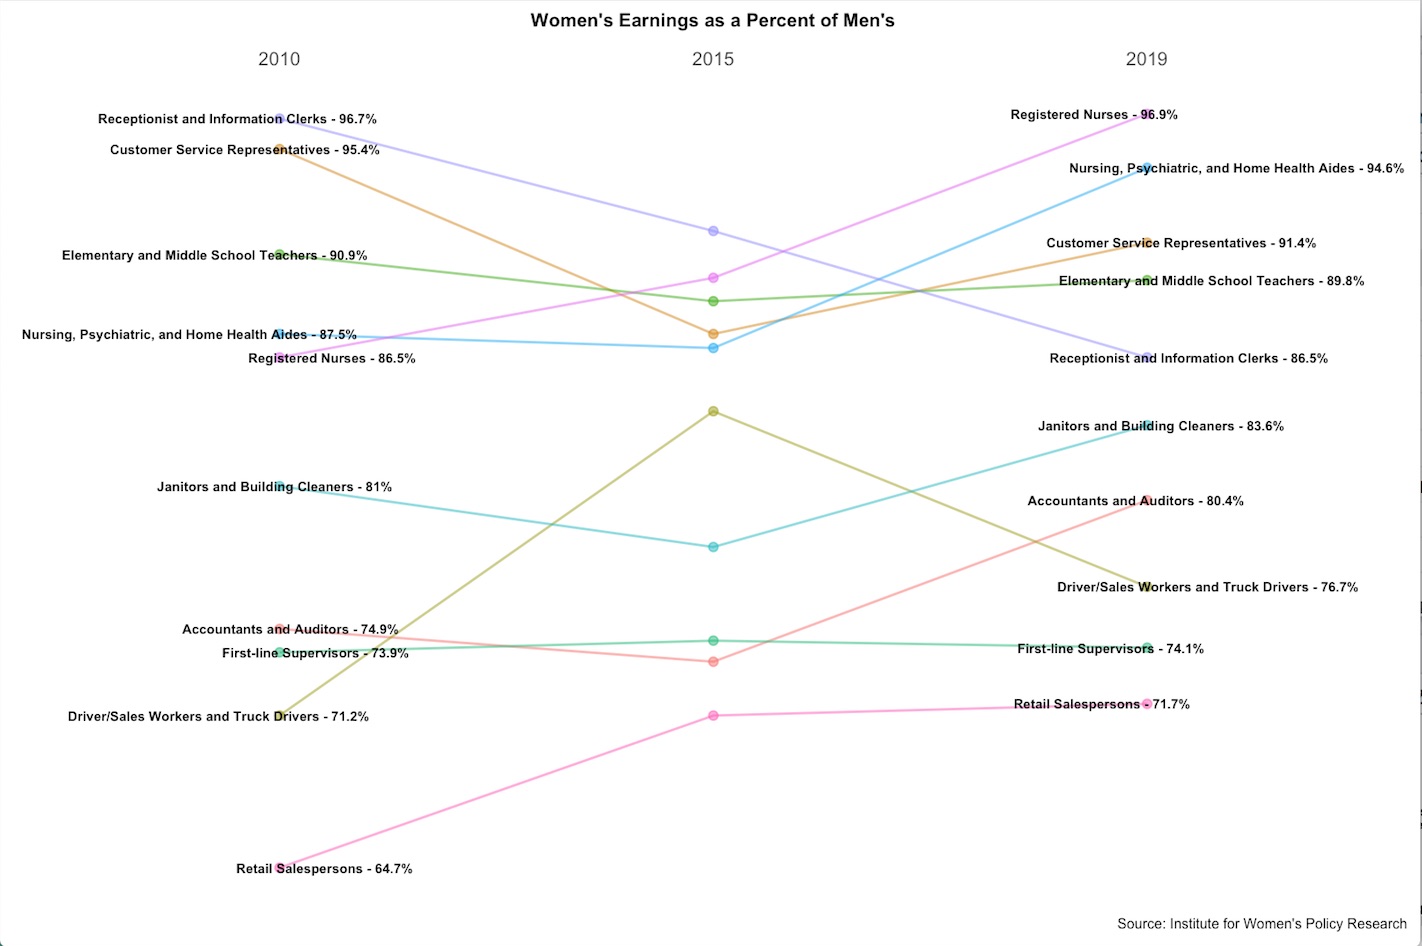 Women's Earnings as a Percent of Men's
2010
2015
2019
Receptionist and Information Clerks - 96.7%
Customer Service Representatives - 95.4%
Elementary and Middle School Teachers - 90.9%
Nursing, Psychiatric, and Home Health Aides - 87.5%
Registered Nurses - 86.5%
Janitors and Building Cleaners - 81%
Accountants and Auditors - 74.9%
First-line Supervisors - 73.9%
Driver/Sales Workers and Truck Drivers - 71.2%
Retail Salespersons - 64.7%
Registered Nurses - 96.9%
Nursing, Psychiatric, and Home Health Aides - 94.6%
Customer Service Representatives - 91.4%
Elementary and Middle School Teachers - 89.8%
Receptionist and Information Clerks - 86.5%
Janitors and Building Cleaners - 83.6%
Accountants and Auditors - 80.4%
Driver/Sales Workers and Truck Drivers - 76.7%
First-line Supervisors - 74.1%
Retail Salespersons - 71.7%
Source: Institute for Women's Policy Research